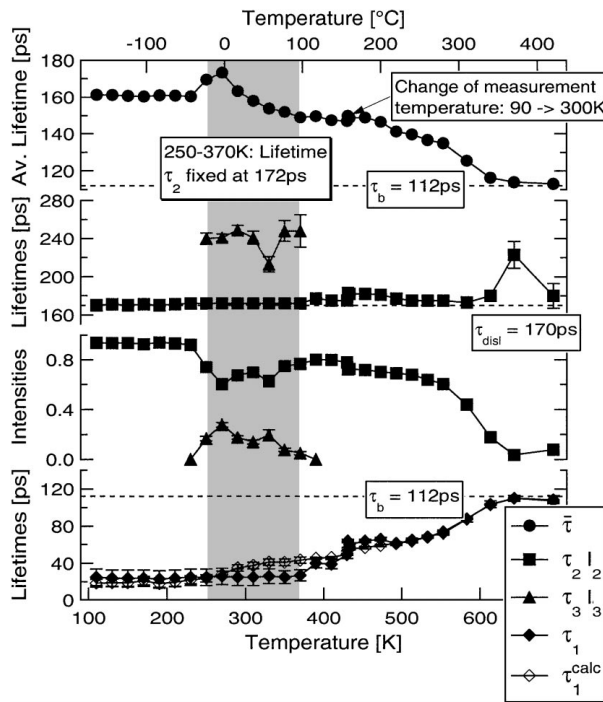 Temperature [°C]
-100 0 100 200 300 400
Av. Lifetime [ps]
180
160
140
120
Change of measurement
temperature: 90 -> 300K
250-370K: Lifetime
τ2 fixed at 172ps
τb = 112ps
Lifetimes [ps]
280
240
200
160
τdisl = 170ps
Intensities
0.8
0.4
0.0
Lifetimes [ps]
120
80
40
0
τb = 112ps
100 200 300 400 500 600
Temperature [K]
τ̄
τ2 I2
τ3 I3
τ1
τ1calc